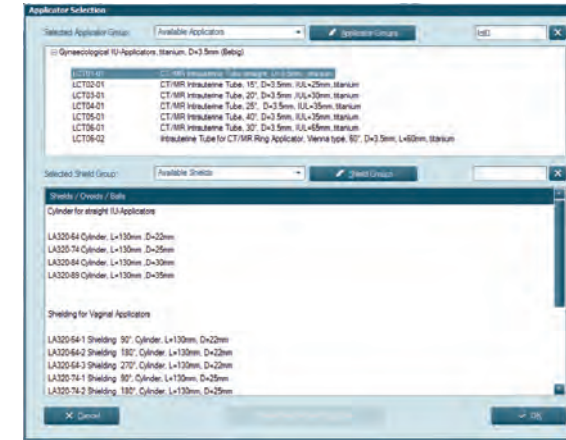 Applicator Selection
Selected Applicator Group: Available Applicators Applicator Groups X
Gynaecological IU-Applicators, titanium, D=3.5mm (Bebig)
LCT01-01 CT/MR Intrauterine Tube straight, titanium
LCT02-01 CT/MR Intrauterine Tube, 15°, D=3.5mm, IUL=25mm, titanium
LCT03-01 CT/MR Intrauterine Tube, 20°, D=3.5mm, IUL=30mm, titanium
LCT04-01 CT/MR Intrauterine Tube, 25°, D=3.5mm, IUL=35mm, titanium
LCT05-01 CT/MR Intrauterine Tube, 40°, D=3.5mm, IUL=35mm, titanium
LCT06-01 CT/MR Intrauterine Tube, 30°, D=3.5mm, IUL=65mm, titanium
LCT06-02 Intrauterine Tube for CT/MR Ring Applicator, Vienna type, 60°, D=3.5mm, L=60mm, titanium
Selected Shield Group: Available Shields Shield Groups X
Shields / Ovoids / Balls
Cylinder for straight IU-Applicators
LA320-64 Cylinder, L=130mm ,D=22mm
LA320-74 Cylinder, L=130mm ,D=25mm
LA320-84 Cylinder, L=130mm ,D=30mm
LA320-89 Cylinder, L=130mm ,D=35mm
Shielding for Vaginal Applicators
LA320-64-1 Shielding 90°, Cylinder, L=130mm, D=22mm
LA320-64-2 Shielding 180°, Cylinder, L=130mm, D=22mm
LA320-64-3 Shielding 270°, Cylinder, L=130mm, D=22mm
LA320-74-1 Shielding 90°, Cylinder, L=130mm, D=25mm
LA320-74-2 Shielding 180°, Cylinder, L=130mm, D=25mm
X Cancel OK